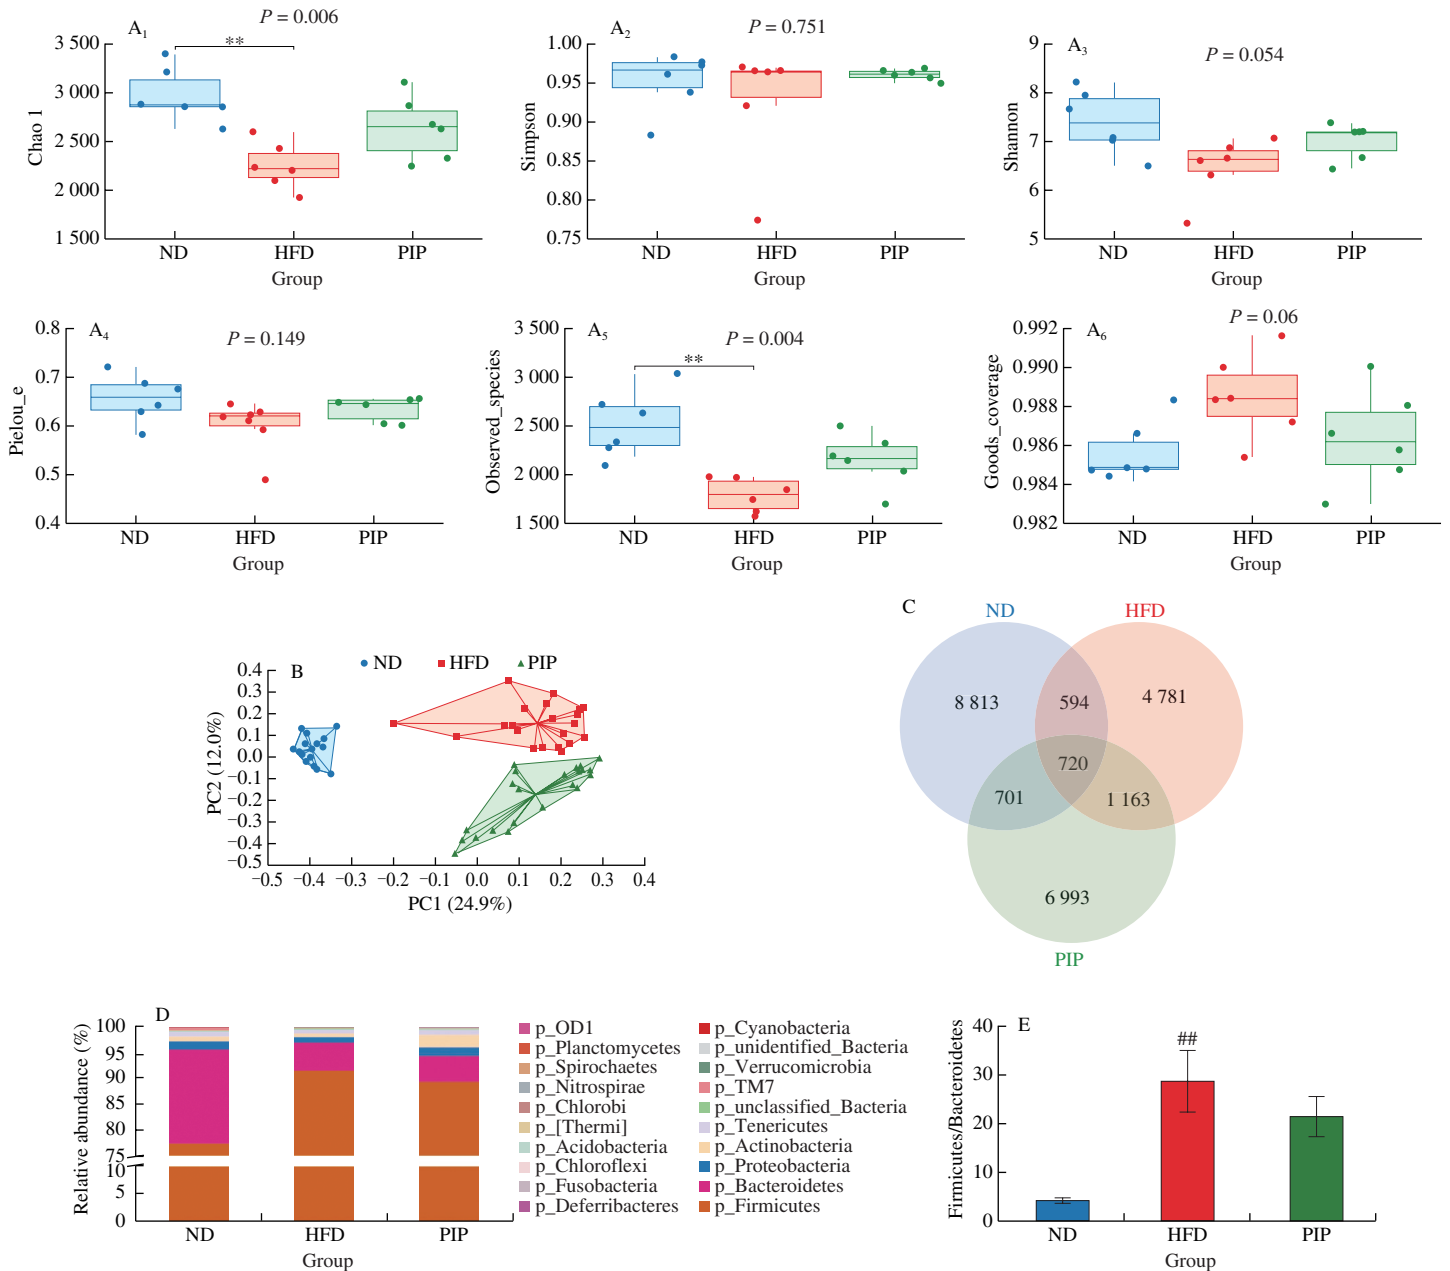 A1
P = 0.006
**
3 500
3 000
2 500
2 000
1 500
Chao 1
ND HFD PIP
Group
A2
P = 0.751
1.00
0.95
0.90
0.85
0.80
0.75
Simpson
ND HFD PIP
Group
A3
P = 0.054
9
8
7
6
5
Shannon
ND HFD PIP
Group
A4
P = 0.149
0.8
0.7
0.6
0.5
0.4
Pielou_e
ND HFD PIP
Group
A5
P = 0.004
**
3 500
3 000
2 500
2 000
1 500
Observed_species
ND HFD PIP
Group
A6
P = 0.06
0.992
0.990
0.988
0.986
0.984
0.982
Goods_coverage
ND HFD PIP
Group
B
ND HFD PIP
0.4
0.3
0.2
0.1
0.0
−0.1
−0.2
−0.3
−0.4
−0.5
PC2 (12.0%)
−0.5 −0.4 −0.3 −0.2 −0.1 0.0 0.1 0.2 0.3 0.4
PC1 (24.9%)
C
ND HFD
8 813 594 4 781
720
701 1 163
6 993
PIP
D
100
95
90
85
80
75
10
5
0
Relative abundance (%)
ND HFD PIP
Group
p_OD1
p_Planctomycetes
p_Spirochaetes
p_Nitrospirae
p_Chlorobi
p_[Thermi]
p_Acidobacteria
p_Chloroflexi
p_Fusobacteria
p_Deferribacteres
p_Cyanobacteria
p_unidentified_Bacteria
p_Verrucomicrobia
p_TM7
p_unclassified_Bacteria
p_Tenericutes
p_Actinobacteria
p_Proteobacteria
p_Bacteroidetes
p_Firmicutes
E
##
40
30
20
10
0
Firmicutes/Bacteroidetes
ND HFD PIP
Group